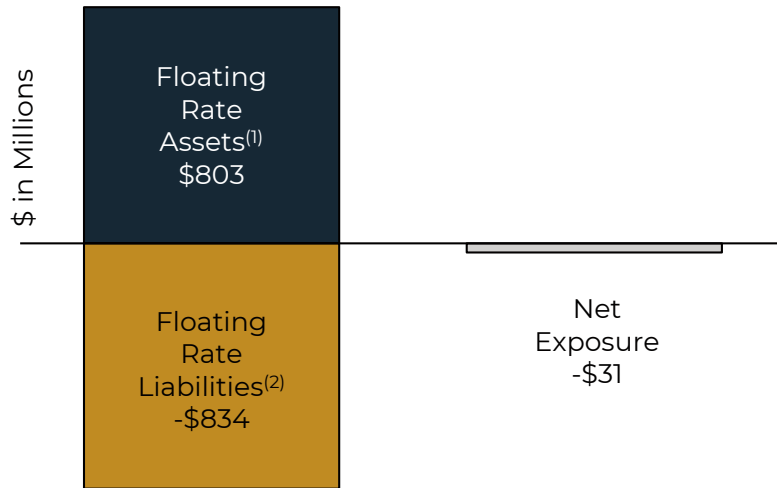 $ in Millions
Floating
Rate
Assets(1)
$803
Floating
Rate
Liabilities(2)
-$834
Net
Exposure
-$31